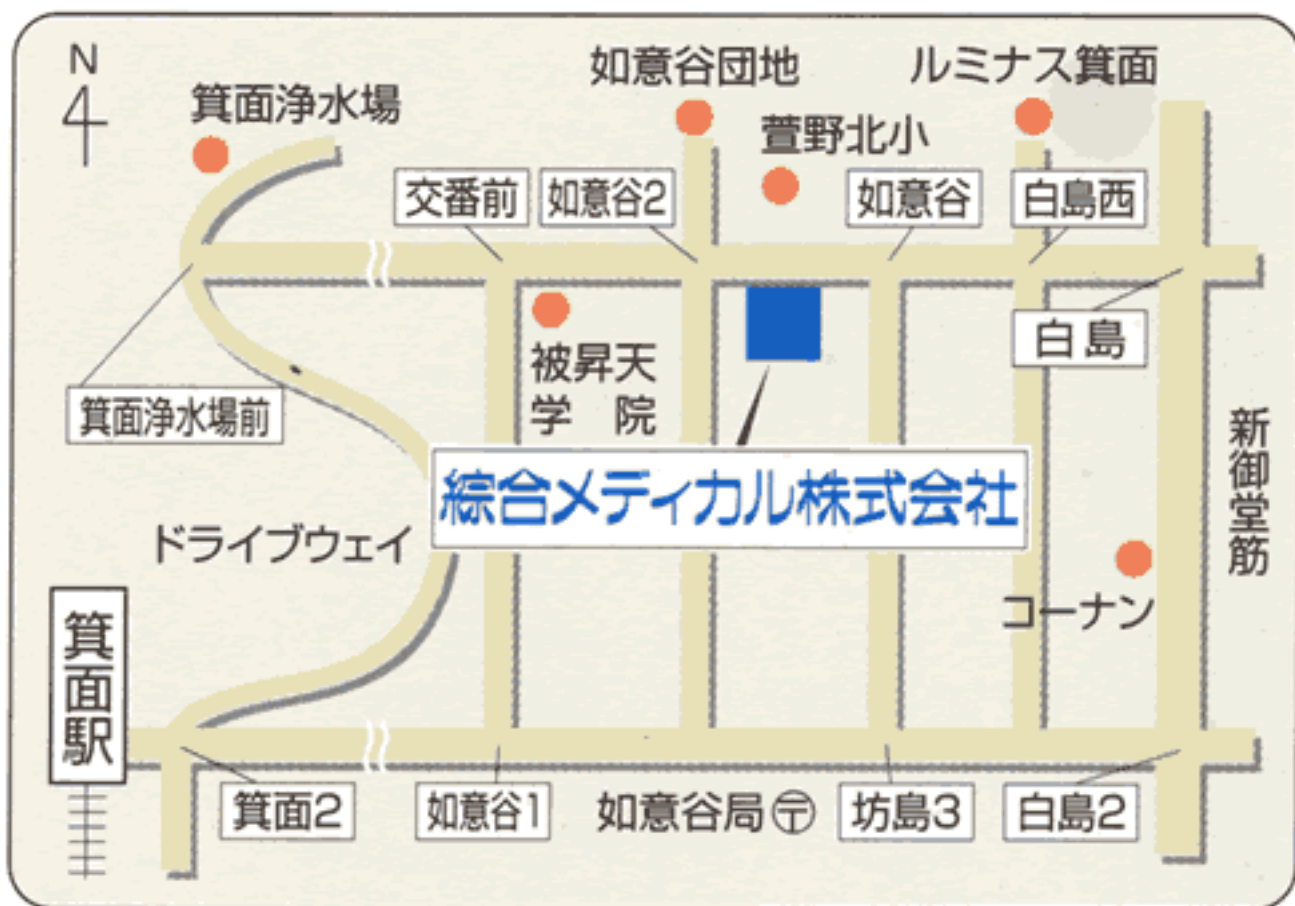 N
箕面浄水場
如意谷団地
ルミナス箕面
萱野北小
交番前
如意谷2
如意谷
白島西
白島
被昇天
学院
箕面浄水場前
綜合メディカル株式会社
新御堂筋
ドライブウェイ
コーナン
箕面駅
箕面2
如意谷1
如意谷局〶
坊島3
白島2